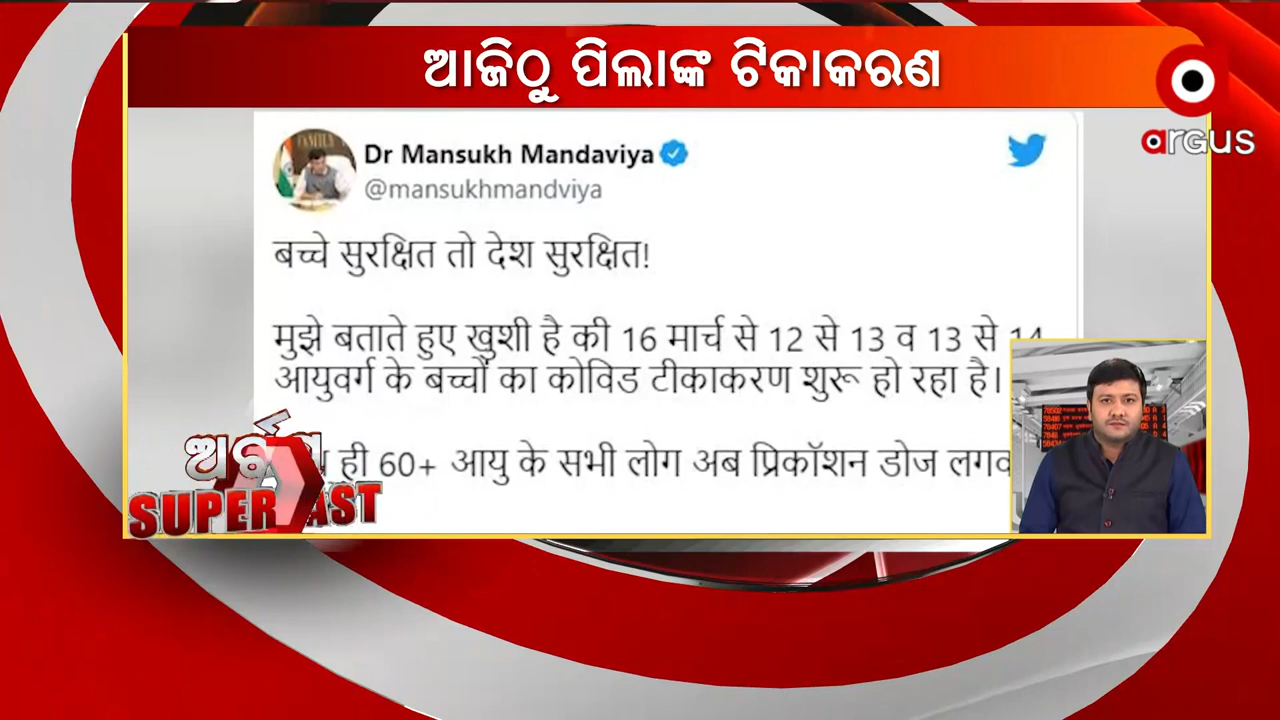 ଆଜିଠୁ ପିଲାଙ୍କ ଟିକାକରଣ
argus
Dr Mansukh Mandaviya
@mansukhmandviya
बच्चे सुरक्षित तो देश सुरक्षित!
मुझे बताते हुए खुशी है की 16 मार्च से 12 से 13 व 13 से 14
आयुवर्ग के बच्चों का कोविड टीकाकरण शुरू हो रहा है।
ही 60+ आयु के सभी लोग अब प्रिकॉशन डोज
SUPER